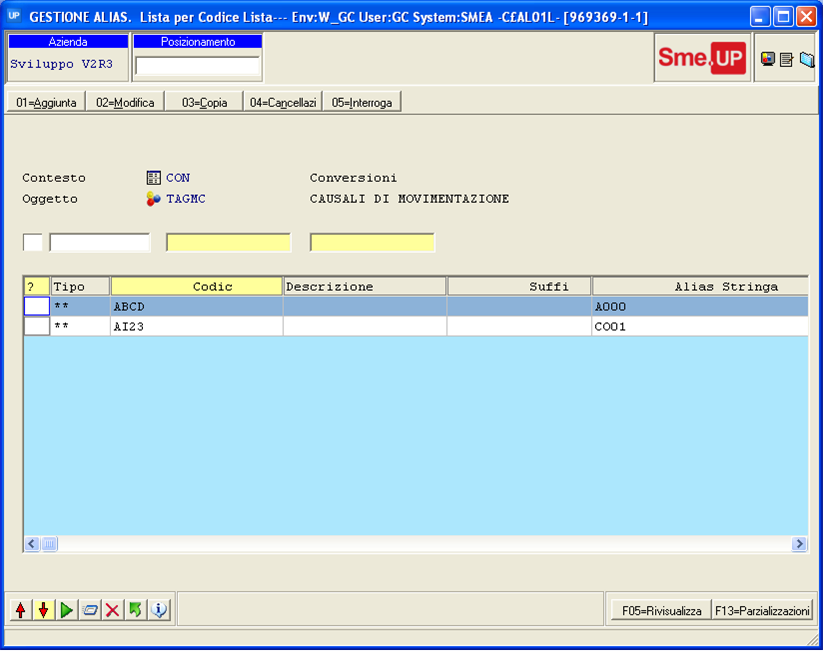 UP GESTIONE ALIAS. Lista per Codice Lista--- Env:W_GC User:GC System:SMEA -C£AL01L- [969369-1-1]
Azienda Posizionamento
Sviluppo V2R3
Sme.UP
01=Aggiunta 02=Modifica 03=Copia 04=Cancellazi 05=Interroga
Contesto CON Conversioni
Oggetto TAGMC CAUSALI DI MOVIMENTAZIONE
? Tipo Codic Descrizione Suffi Alias Stringa
** ABCD A000
** AI23 C001
F05=Rivisualizza F13=Parzializzazioni